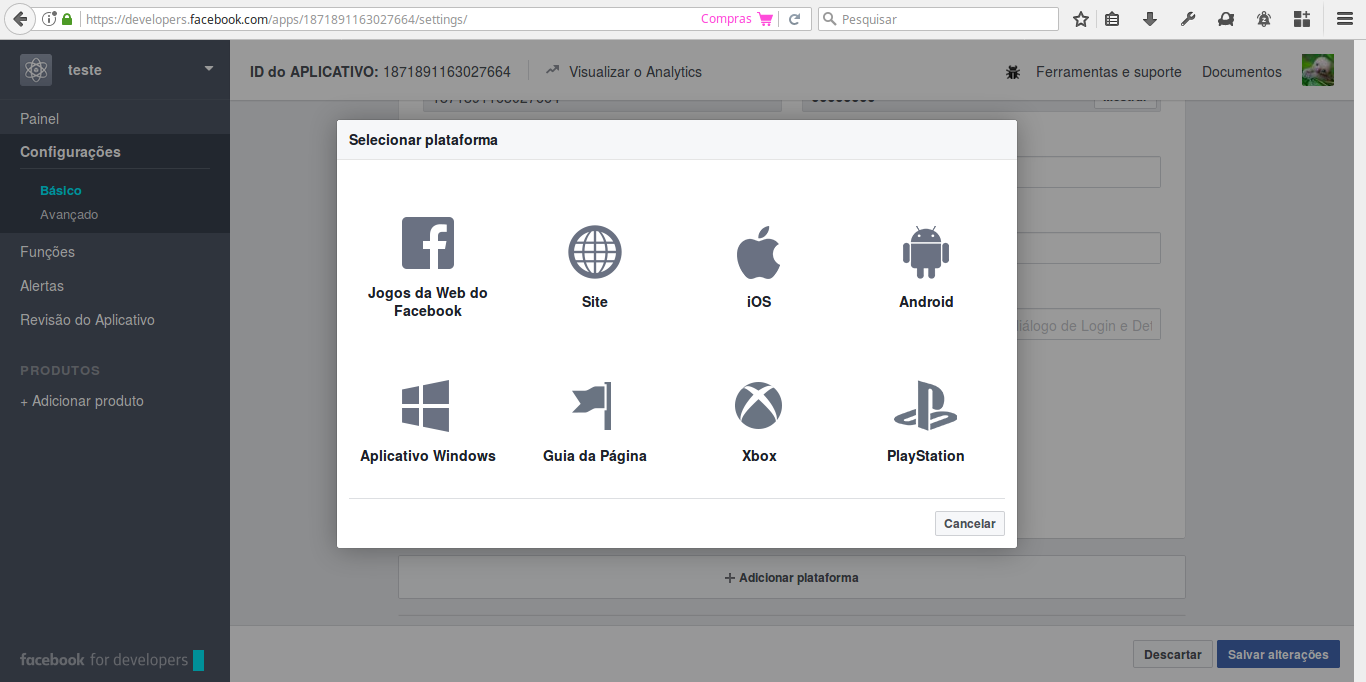 https://developers.facebook.com/apps/1871891163027664/settings/
Compras
Pesquisar
teste
ID do APLICATIVO: 1871891163027664
Visualizar o Analytics
Ferramentas e suporte
Documentos
Painel
Configurações
Básico
Avançado
Funções
Alertas
Revisão do Aplicativo
PRODUTOS
+ Adicionar produto
facebook for developers
1871891163027664
Selecionar plataforma
Jogos da Web do
Facebook
Site
iOS
Android
Aplicativo Windows
Guia da Página
Xbox
PlayStation
Cancelar
de Login e
+ Adicionar plataforma
Descartar
Salvar alterações